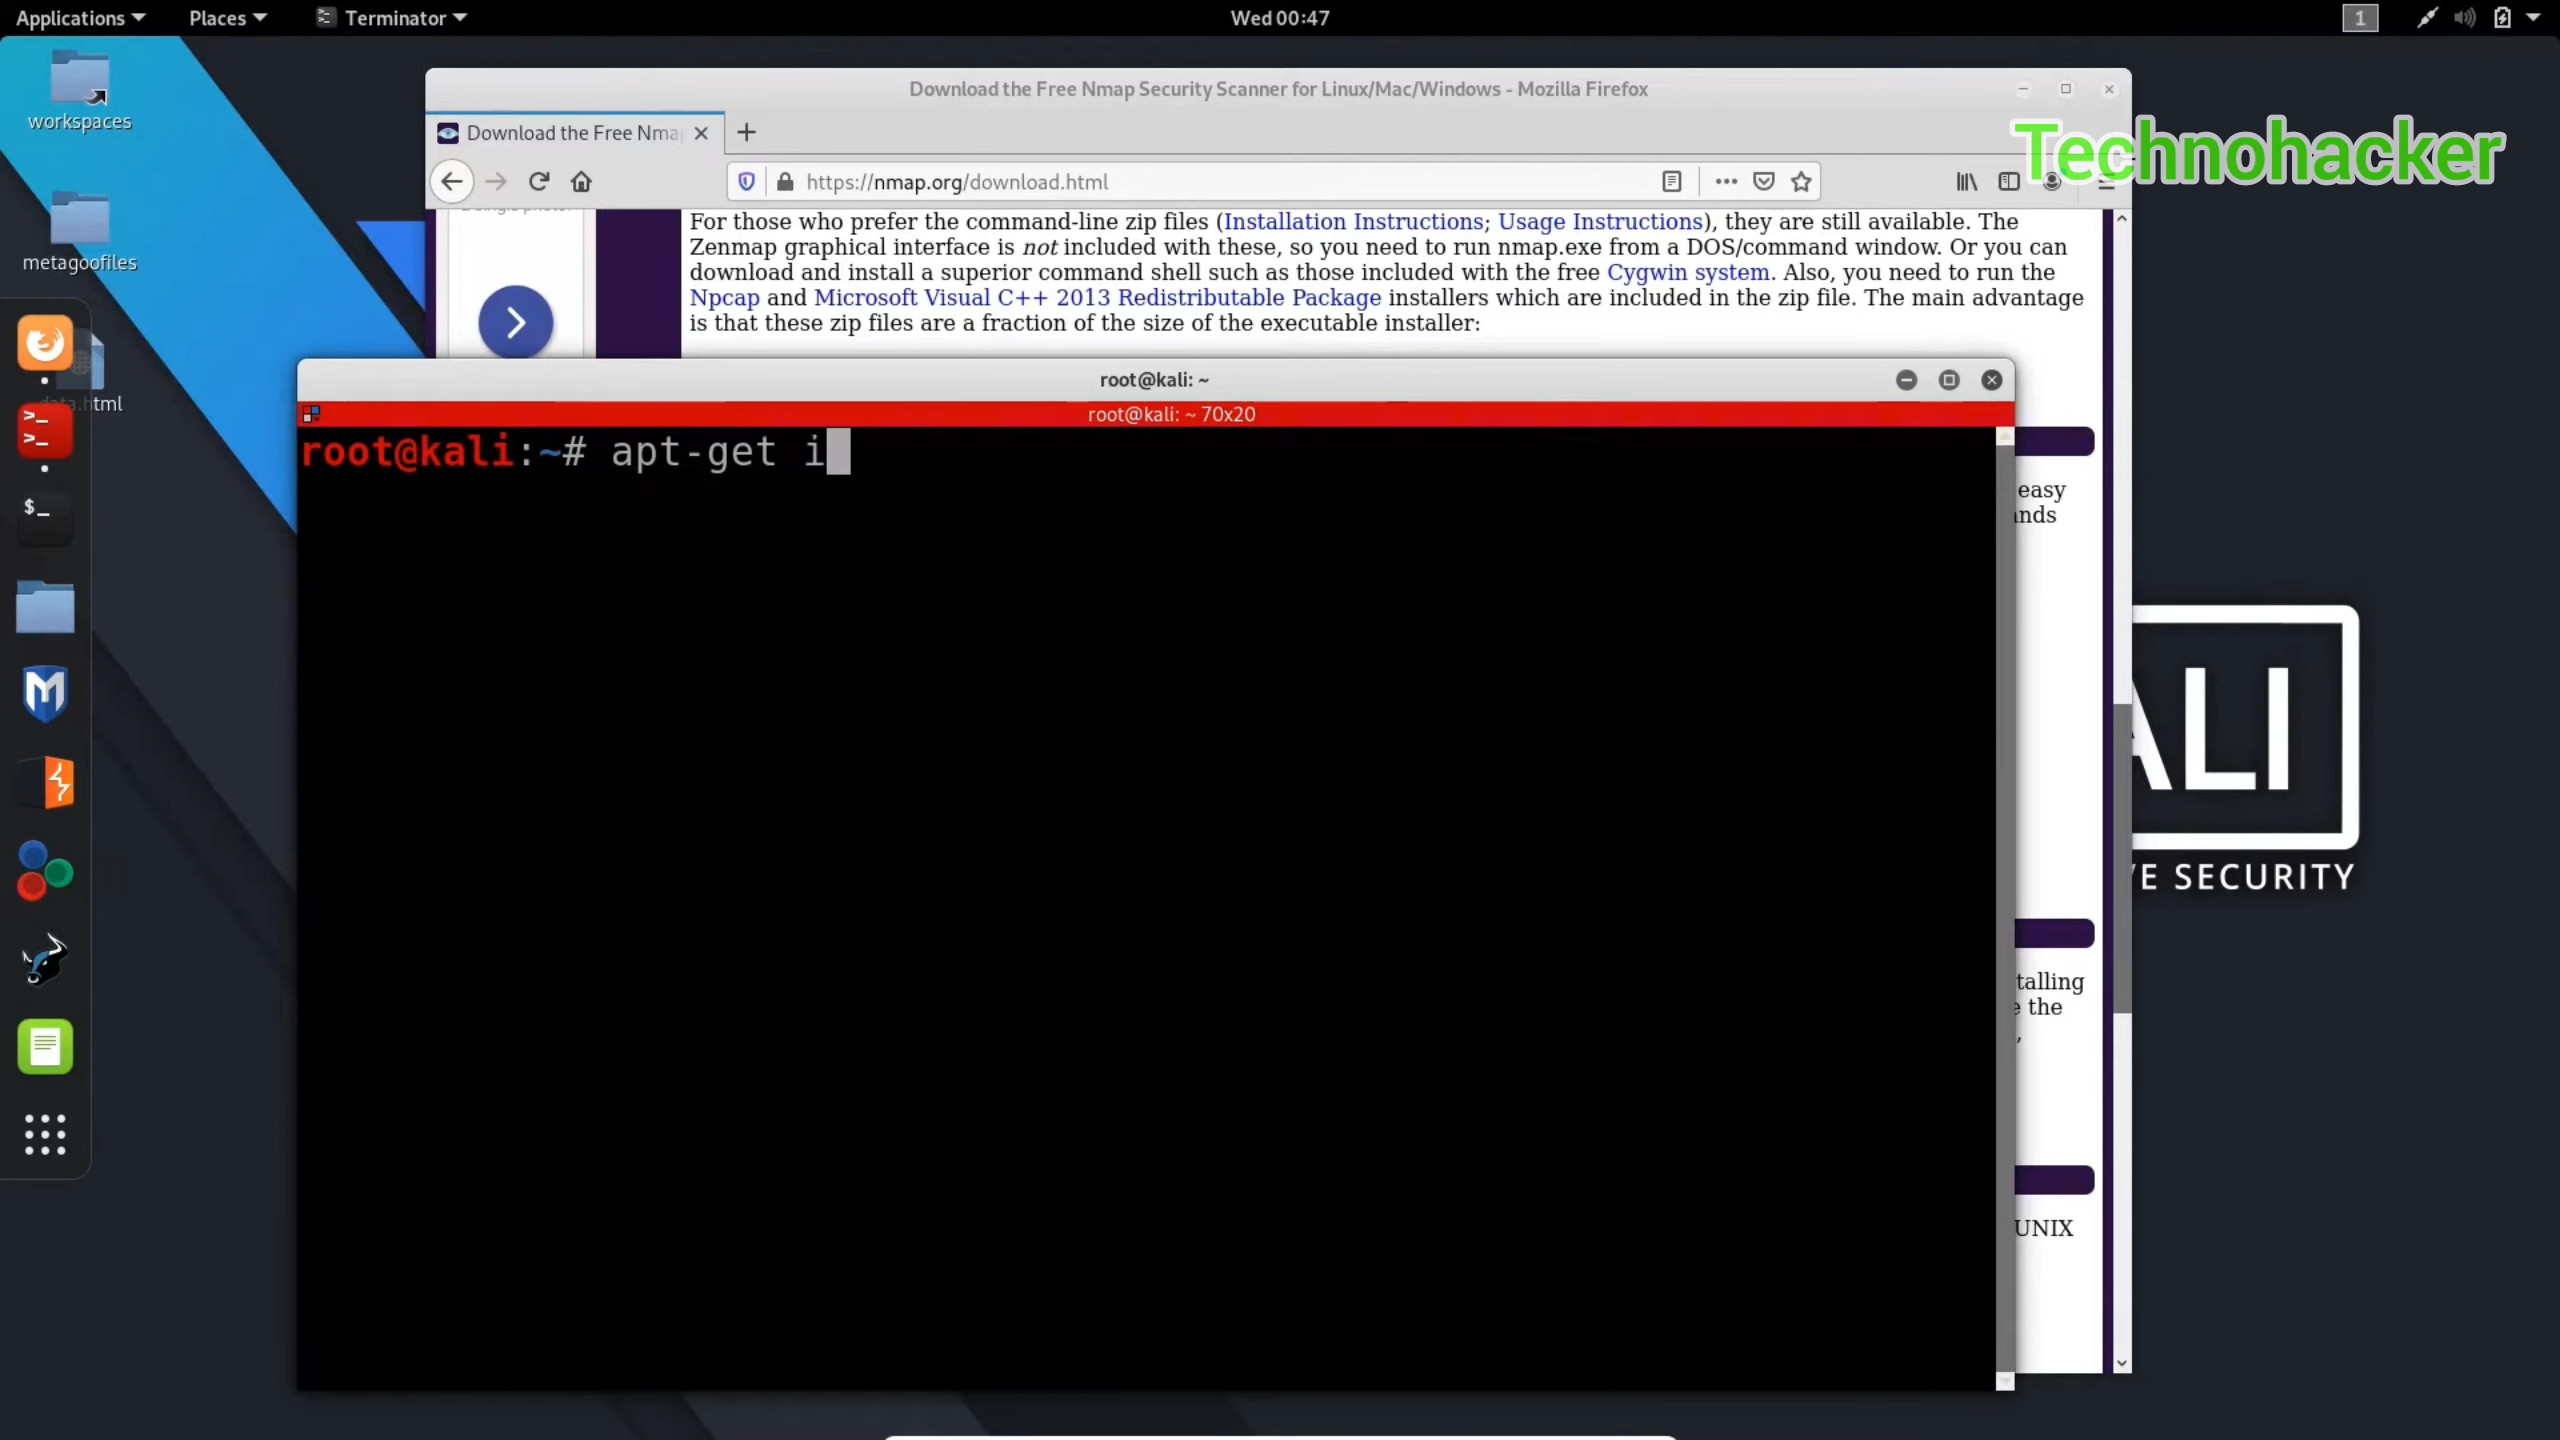 Applications
Places
Terminator
Wed 00:47
1
workspaces
metagoofiles
data.html
Download the Free Nmap Security Scanner for Linux/Mac/Windows - Mozilla Firefox
Download the Free Nma
https://nmap.org/download.html
Technohacker
For those who prefer the command-line zip files (Installation Instructions; Usage Instructions), they are still available. The
Zenmap graphical interface is not included with these, so you need to run nmap.exe from a DOS/command window. Or you can
download and install a superior command shell such as those included with the free Cygwin system. Also, you need to run the
Npcap and Microsoft Visual C++ 2013 Redistributable Package installers which are included in the zip file. The main advantage
is that these zip files are a fraction of the size of the executable installer:
root@kali: ~
root@kali: ~ 70x20
root@kali:~# apt-get i
easy
ands
talling
e the
,
UNIX
ALI
VE SECURITY